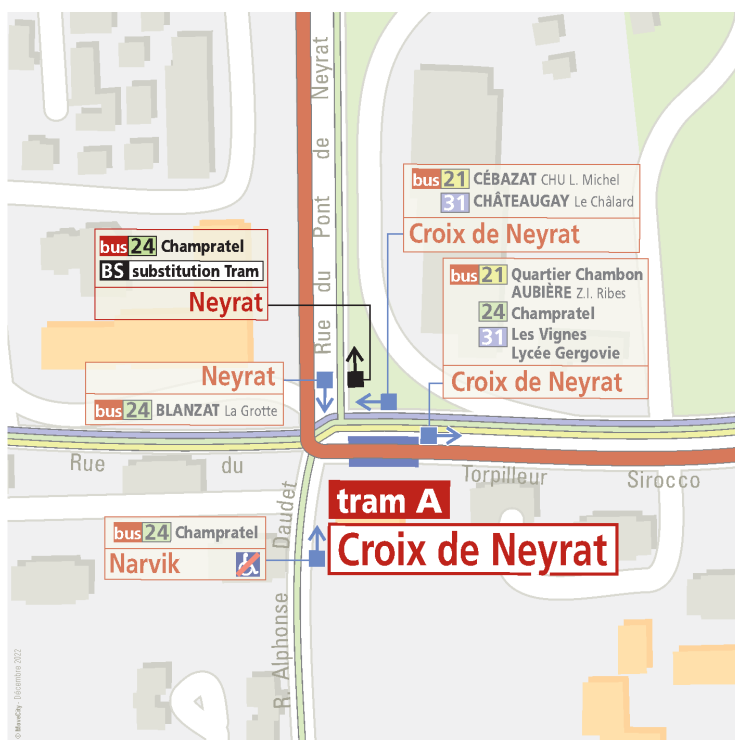 Rue du Pont de Neyrat
bus 21 CÉBAZAT CHU L. Michel
31 CHÂTEAUGAY Le Châlard
Croix de Neyrat
bus 24 Champratel
BS substitution Tram
Neyrat
bus 21 Quartier Chambon
AUBIÈRE Z.I. Ribes
24 Champratel
31 Les Vignes
Lycée Gergovie
Croix de Neyrat
Neyrat
bus 24 BLANZAT La Grotte
Rue du Torpilleur Sirocco
tram A
Croix de Neyrat
bus 24 Champratel
Narvik
R. Alphonse Daudet
© MoveCity - Décembre 2022